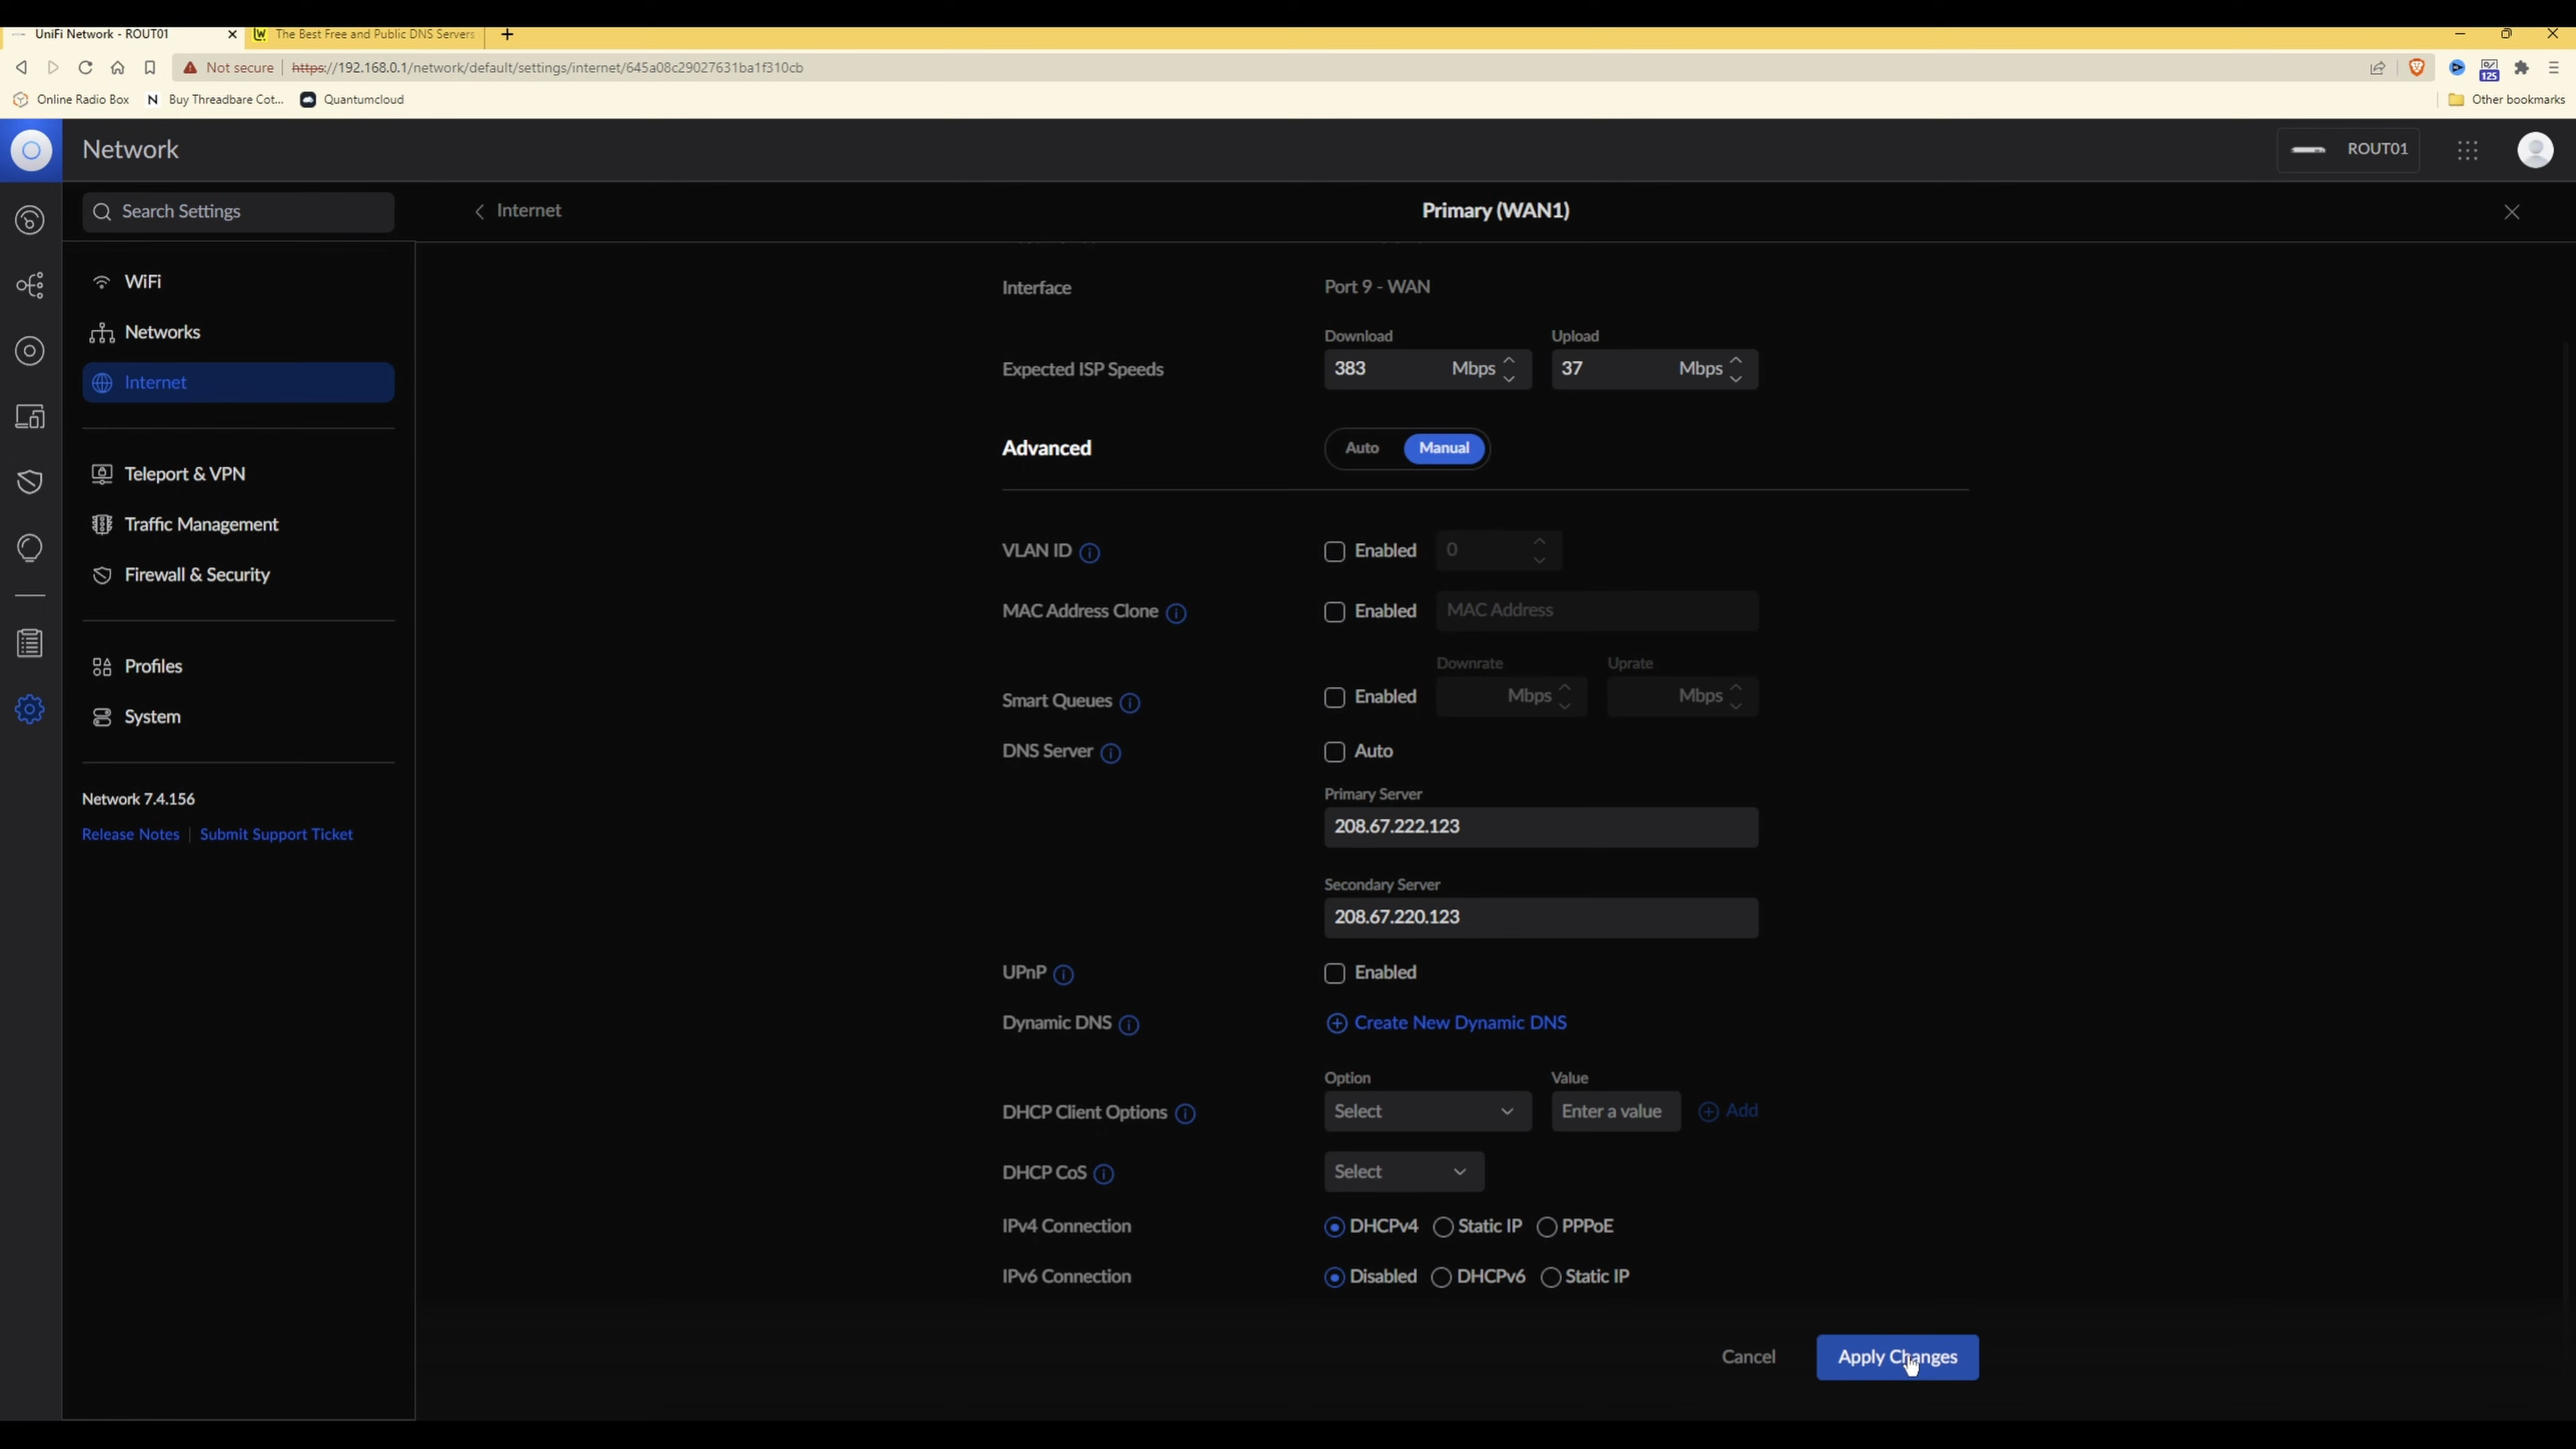 UniFi Network - ROUT01
The Best Free and Public DNS Servers
Not secure
https://192.168.0.1/network/default/settings/internet/645a08c29027631ba1f310cb
125
Online Radio Box
Buy Threadbare Cot...
Quantumcloud
Other bookmarks
Network
ROUT01
Search Settings
Internet
Primary (WAN1)
WiFi
Networks
Internet
Teleport & VPN
Traffic Management
Firewall & Security
Profiles
System
Network 7.4.156
Release Notes | Submit Support Ticket
Interface Port 9 - WAN
Download Upload
Expected ISP Speeds 383 Mbps 37 Mbps
Advanced Auto Manual
VLAN ID Enabled 0
MAC Address Clone Enabled MAC Address
Downrate Uprate
Smart Queues Enabled Mbps Mbps
DNS Server Auto
Primary Server
208.67.222.123
Secondary Server
208.67.220.123
UPnP Enabled
Dynamic DNS Create New Dynamic DNS
Option Value
DHCP Client Options Select Enter a value Add
DHCP CoS Select
IPv4 Connection DHCPv4 Static IP PPPoE
IPv6 Connection Disabled DHCPv6 Static IP
Cancel Apply Changes